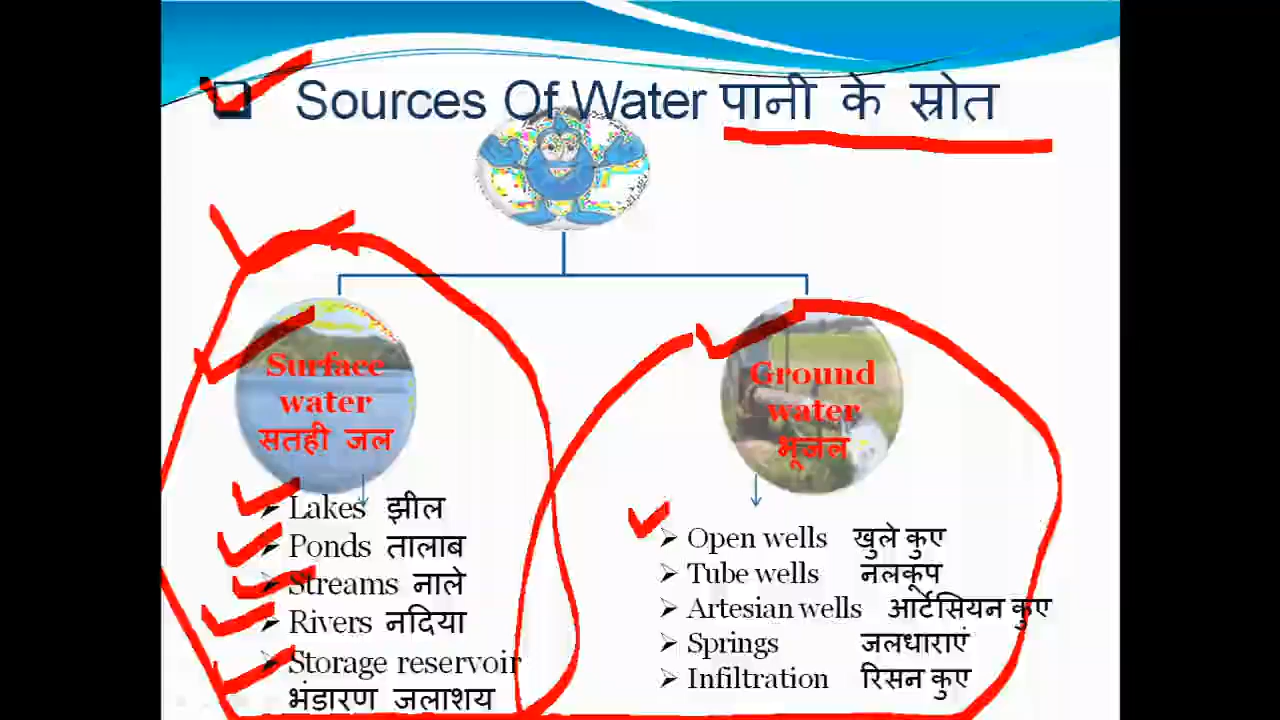 Sources Of Water पानी के स्रोत
Surface
water
सतही जल
Lakes झील
Ponds तालाब
Streams नाले
Rivers नदिया
Storage reservoir
भंडारण जलाशय
Ground
water
भूजल
Open wells खुले कुए
Tube wells नलकूप
Artesian wells आर्टेसियन कुए
Springs जलधाराएं
Infiltration रिसन कुए